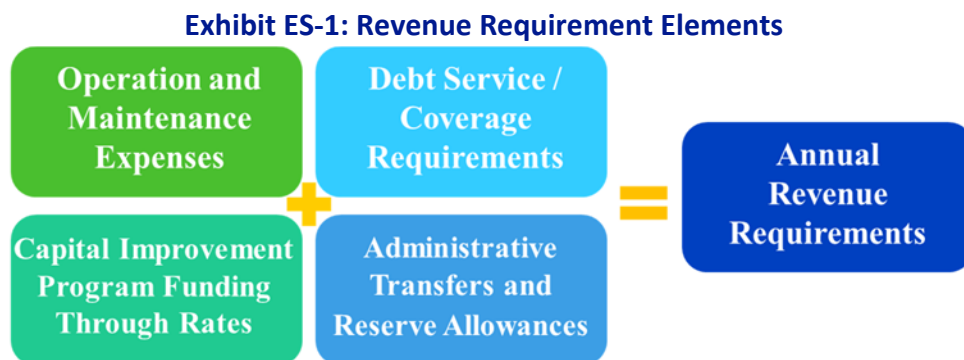 Exhibit ES-1: Revenue Requirement Elements
Operation and
Maintenance
Expenses
Debt Service /
Coverage
Requirements
Capital Improvement
Program Funding
Through Rates
Administrative
Transfers and
Reserve Allowances
Annual
Revenue
Requirements